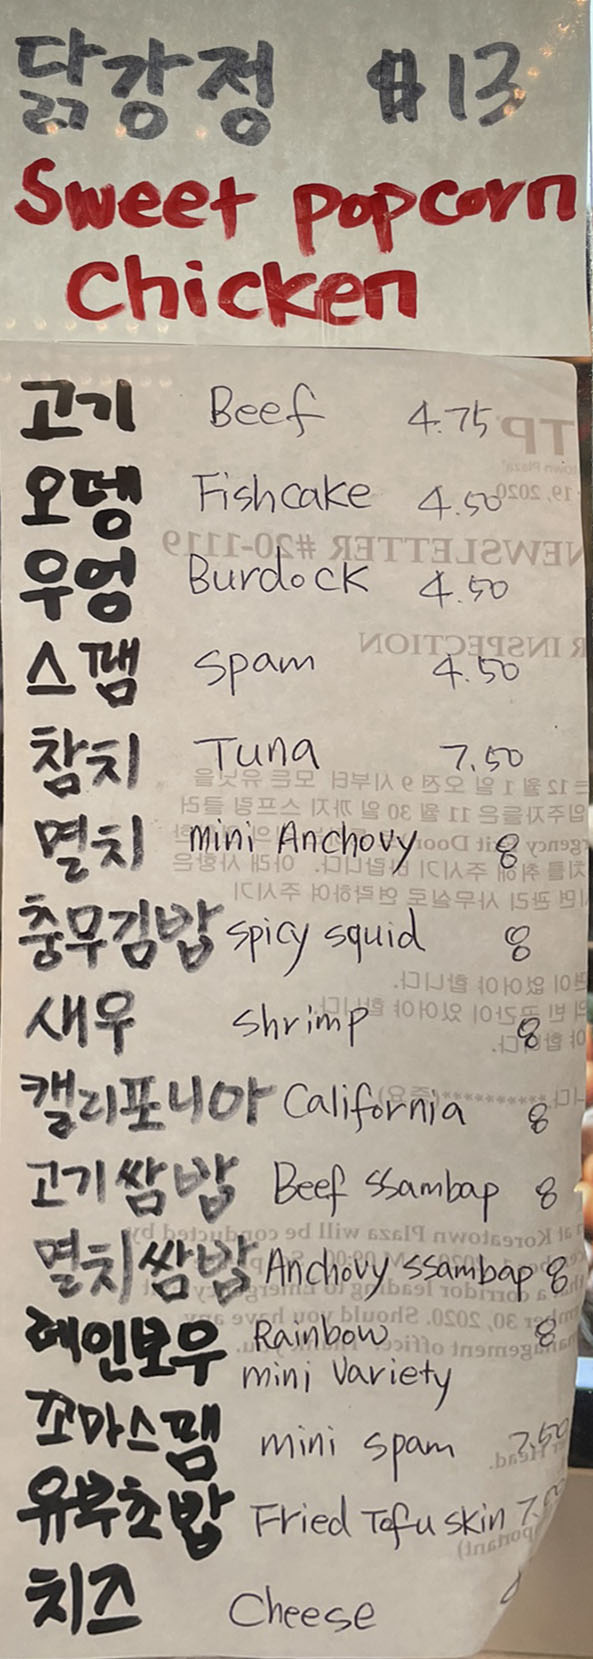 닭강정 $13
Sweet popcorn
Chicken
고기 Beef 4.75
오뎅 Fishcake 4.50
우엉 Burdock 4.50
스팸 Spam 4.50
참치 Tuna 7.50
멸치 mini Anchovy 8
충무김밥 spicy squid 8
새우 shrimp 8
캘리포니아 California 8
고기쌈밥 Beef ssambap 8
멸치쌈밥 Anchovy ssambap 8
레인보우 Rainbow 8
mini Variety
꼬마스팸 mini spam 7.50
유부초밥 Fried Tofu skin
치즈 Cheese